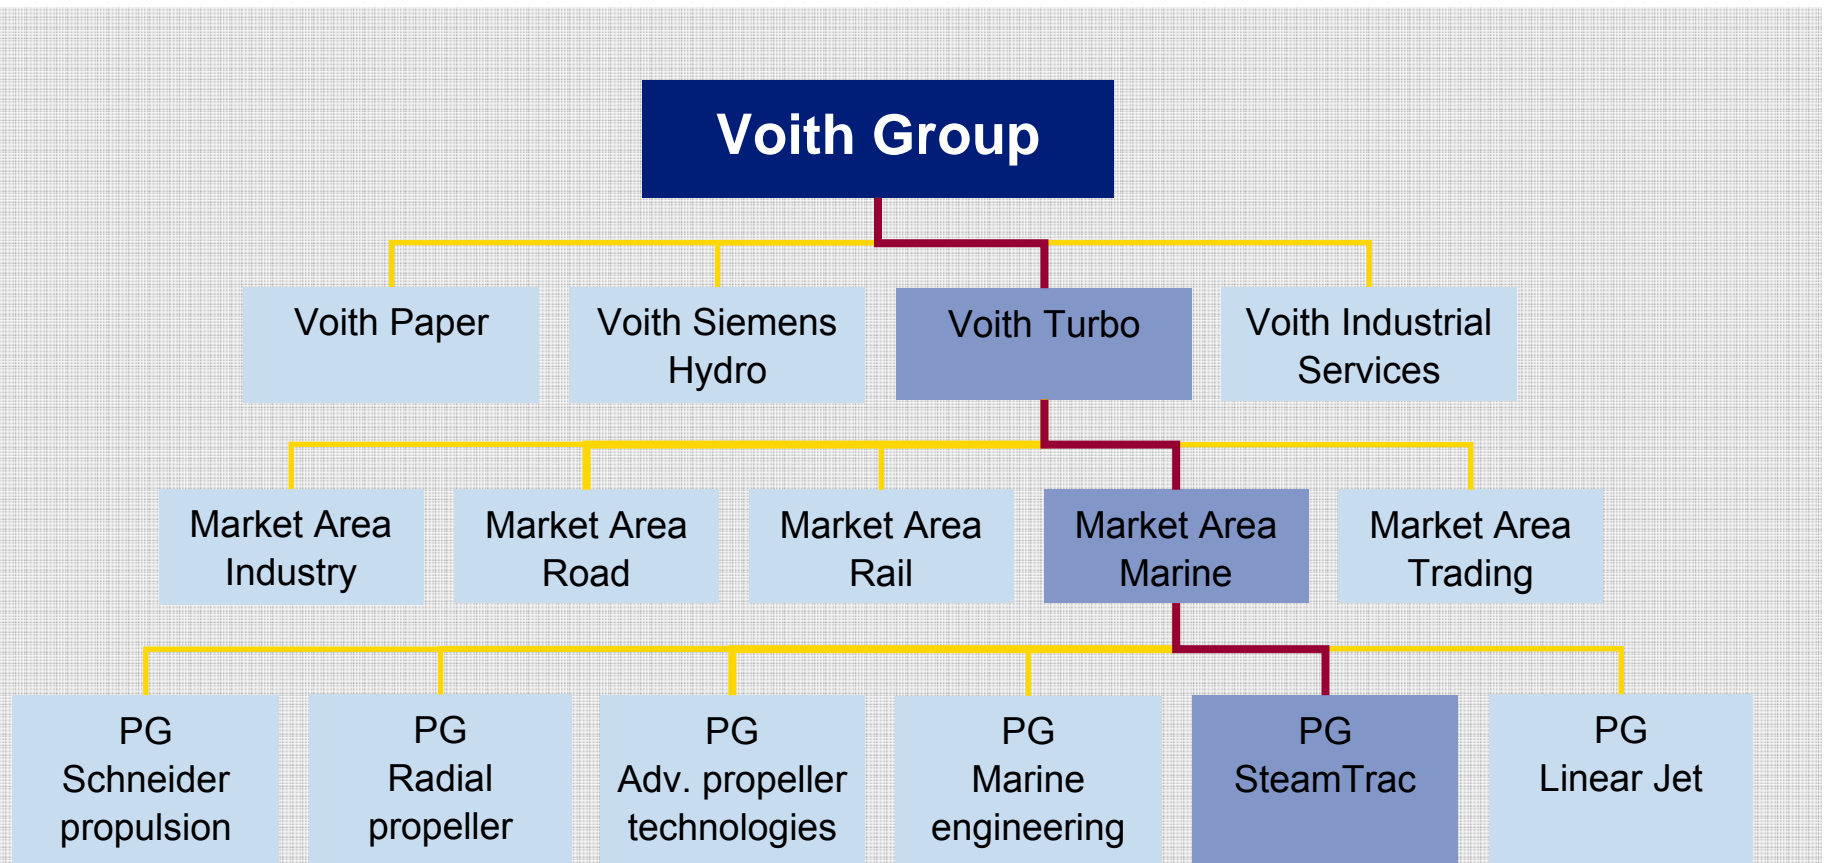 Voith Group
Voith Paper
Voith Siemens
Hydro
Voith Turbo
Voith Industrial
Services
Market Area
Industry
Market Area
Road
Market Area
Rail
Market Area
Marine
Market Area
Trading
PG
Schneider
propulsion
PG
Radial
propeller
PG
Adv. propeller
technologies
PG
Marine
engineering
PG
SteamTrac
PG
Linear Jet